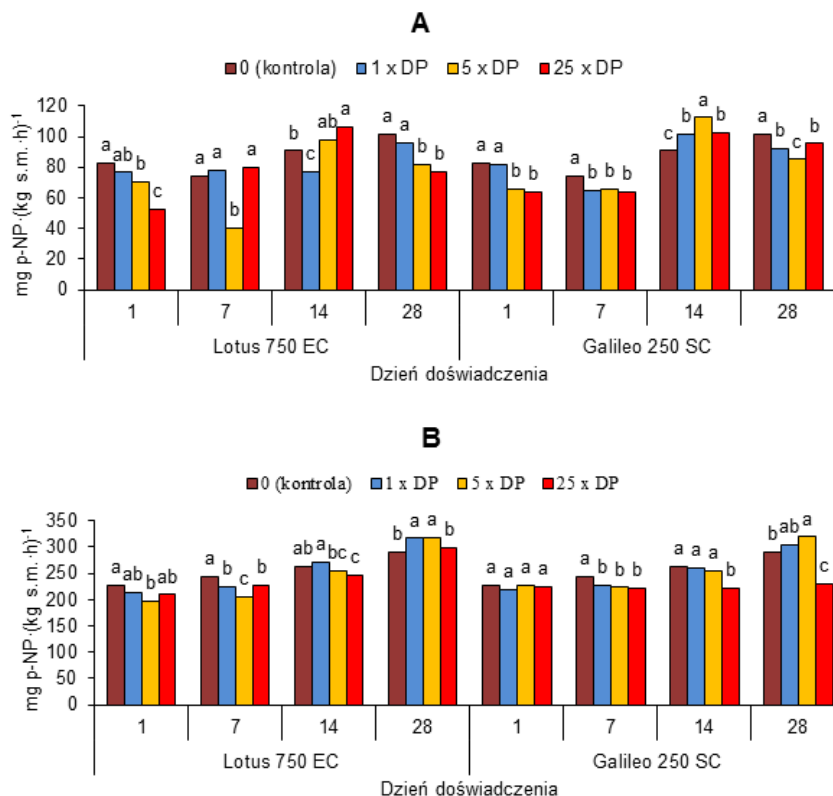 A
0 (kontrola) 1 x DP 5 x DP 25 x DP
mg p-NP·(kg s.m.·h)-1
120
100
80
60
40
20
0
a ab b c a a b a b c ab a a a b b a a b b a b b b c b a b a b c b
1 7 14 28 1 7 14 28
Lotus 750 EC Galileo 250 SC
Dzień doświadczenia
B
0 (kontrola) 1 x DP 5 x DP 25 x DP
mg p-NP·(kg s.m.·h)-1
350
300
250
200
150
100
50
0
a ab b ab a b c b ab a bc c b a a b a a a a a b b b a a a b b ab a c
1 7 14 28 1 7 14 28
Lotus 750 EC Galileo 250 SC
Dzień doświadczenia